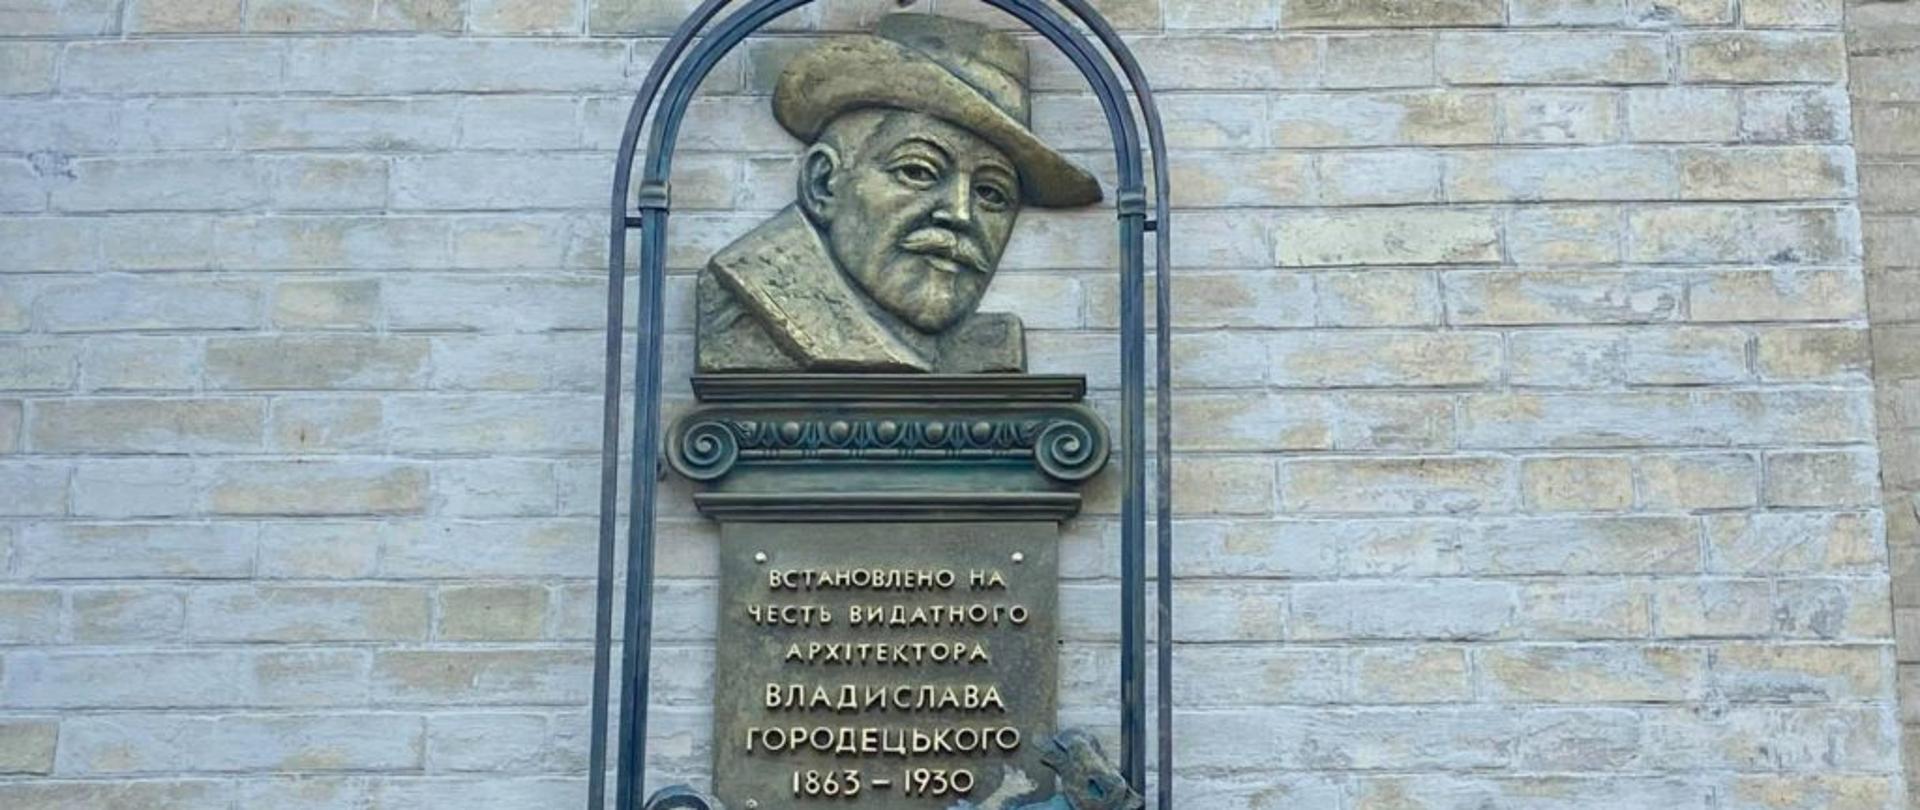 ВСТАНОВЛЕНО НА
ЧЕСТЬ ВИДАТНОГО
АРХІТЕКТОРА
ВЛАДИСЛАВА
ГОРОДЕЦЬКОГО
1863 – 1930